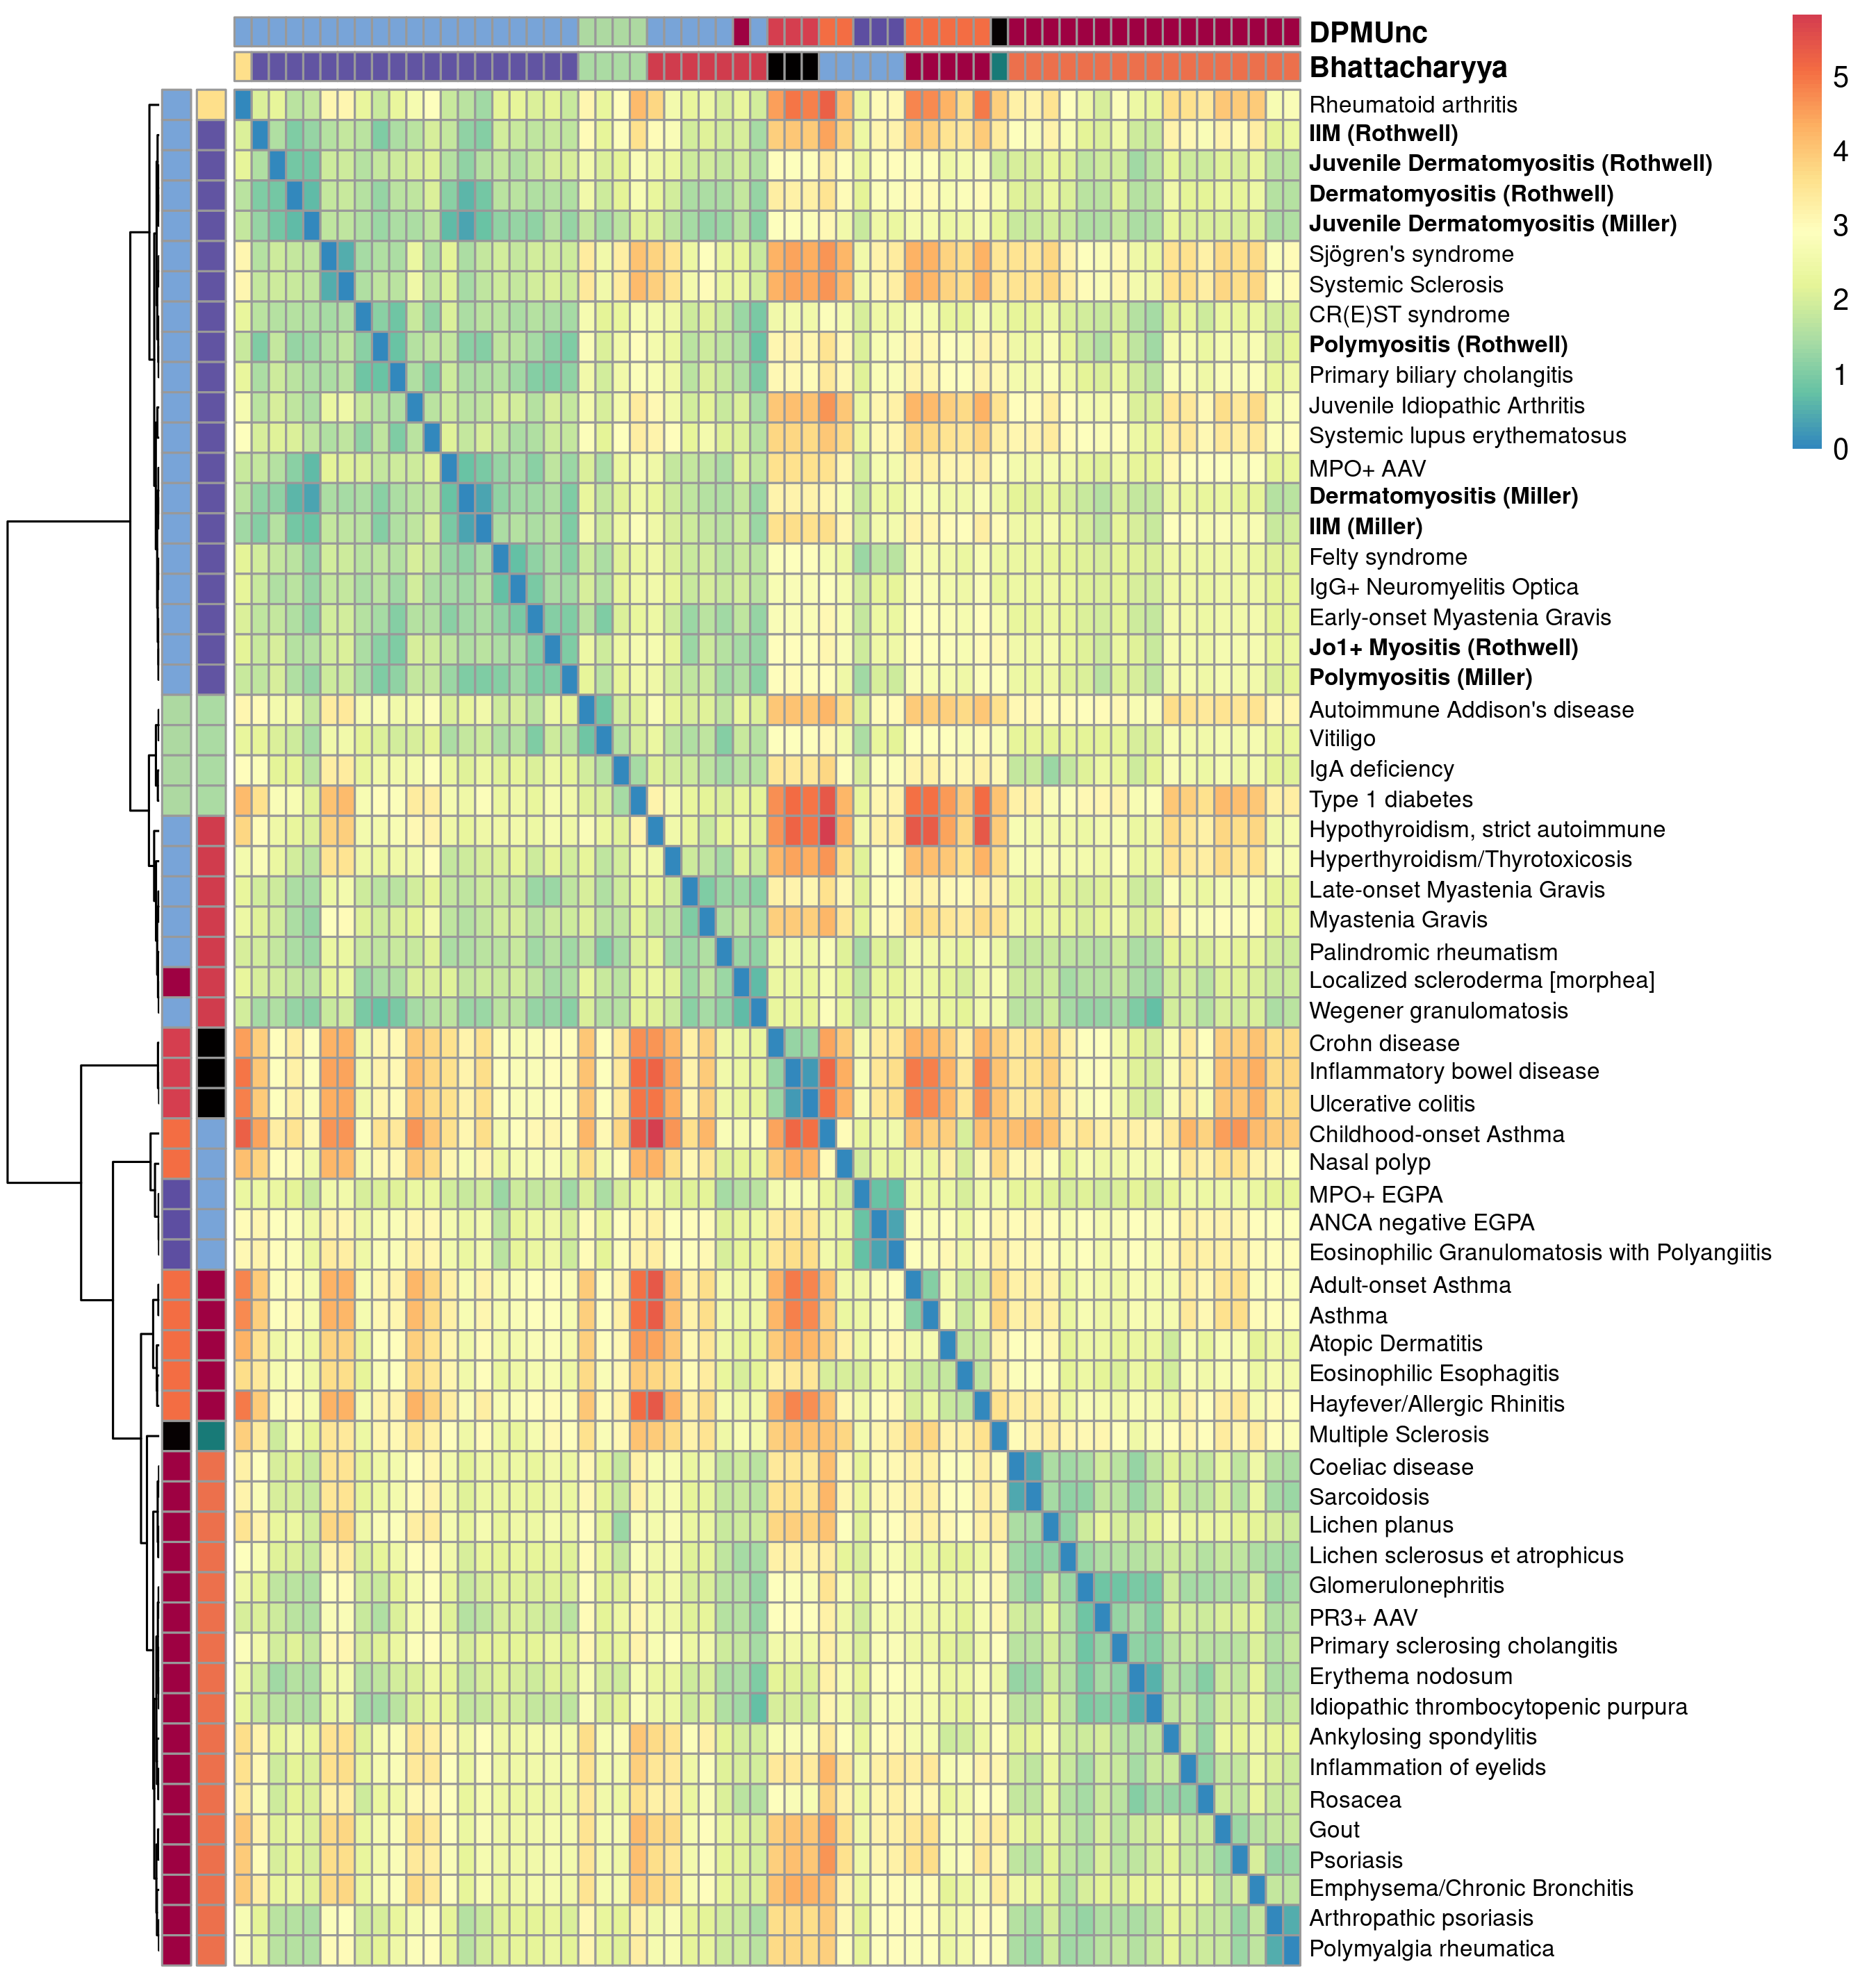 DPMUnc
Bhattacharyya
5
4
3
2
1
0
Rheumatoid arthritis
IIM (Rothwell)
Juvenile Dermatomyositis (Rothwell)
Dermatomyositis (Rothwell)
Juvenile Dermatomyositis (Miller)
Sjögren's syndrome
Systemic Sclerosis
CR(E)ST syndrome
Polymyositis (Rothwell)
Primary biliary cholangitis
Juvenile Idiopathic Arthritis
Systemic lupus erythematosus
MPO+ AAV
Dermatomyositis (Miller)
IIM (Miller)
Felty syndrome
IgG+ Neuromyelitis Optica
Early-onset Myastenia Gravis
Jo1+ Myositis (Rothwell)
Polymyositis (Miller)
Autoimmune Addison's disease
Vitiligo
IgA deficiency
Type 1 diabetes
Hypothyroidism, strict autoimmune
Hyperthyroidism/Thyrotoxicosis
Late-onset Myastenia Gravis
Myastenia Gravis
Palindromic rheumatism
Localized scleroderma [morphea]
Wegener granulomatosis
Crohn disease
Inflammatory bowel disease
Ulcerative colitis
Childhood-onset Asthma
Nasal polyp
MPO+ EGPA
ANCA negative EGPA
Eosinophilic Granulomatosis with Polyangiitis
Adult-onset Asthma
Asthma
Atopic Dermatitis
Eosinophilic Esophagitis
Hayfever/Allergic Rhinitis
Multiple Sclerosis
Coeliac disease
Sarcoidosis
Lichen planus
Lichen sclerosus et atrophicus
Glomerulonephritis
PR3+ AAV
Primary sclerosing cholangitis
Erythema nodosum
Idiopathic thrombocytopenic purpura
Ankylosing spondylitis
Inflammation of eyelids
Rosacea
Gout
Psoriasis
Emphysema/Chronic Bronchitis
Arthropathic psoriasis
Polymyalgia rheumatica